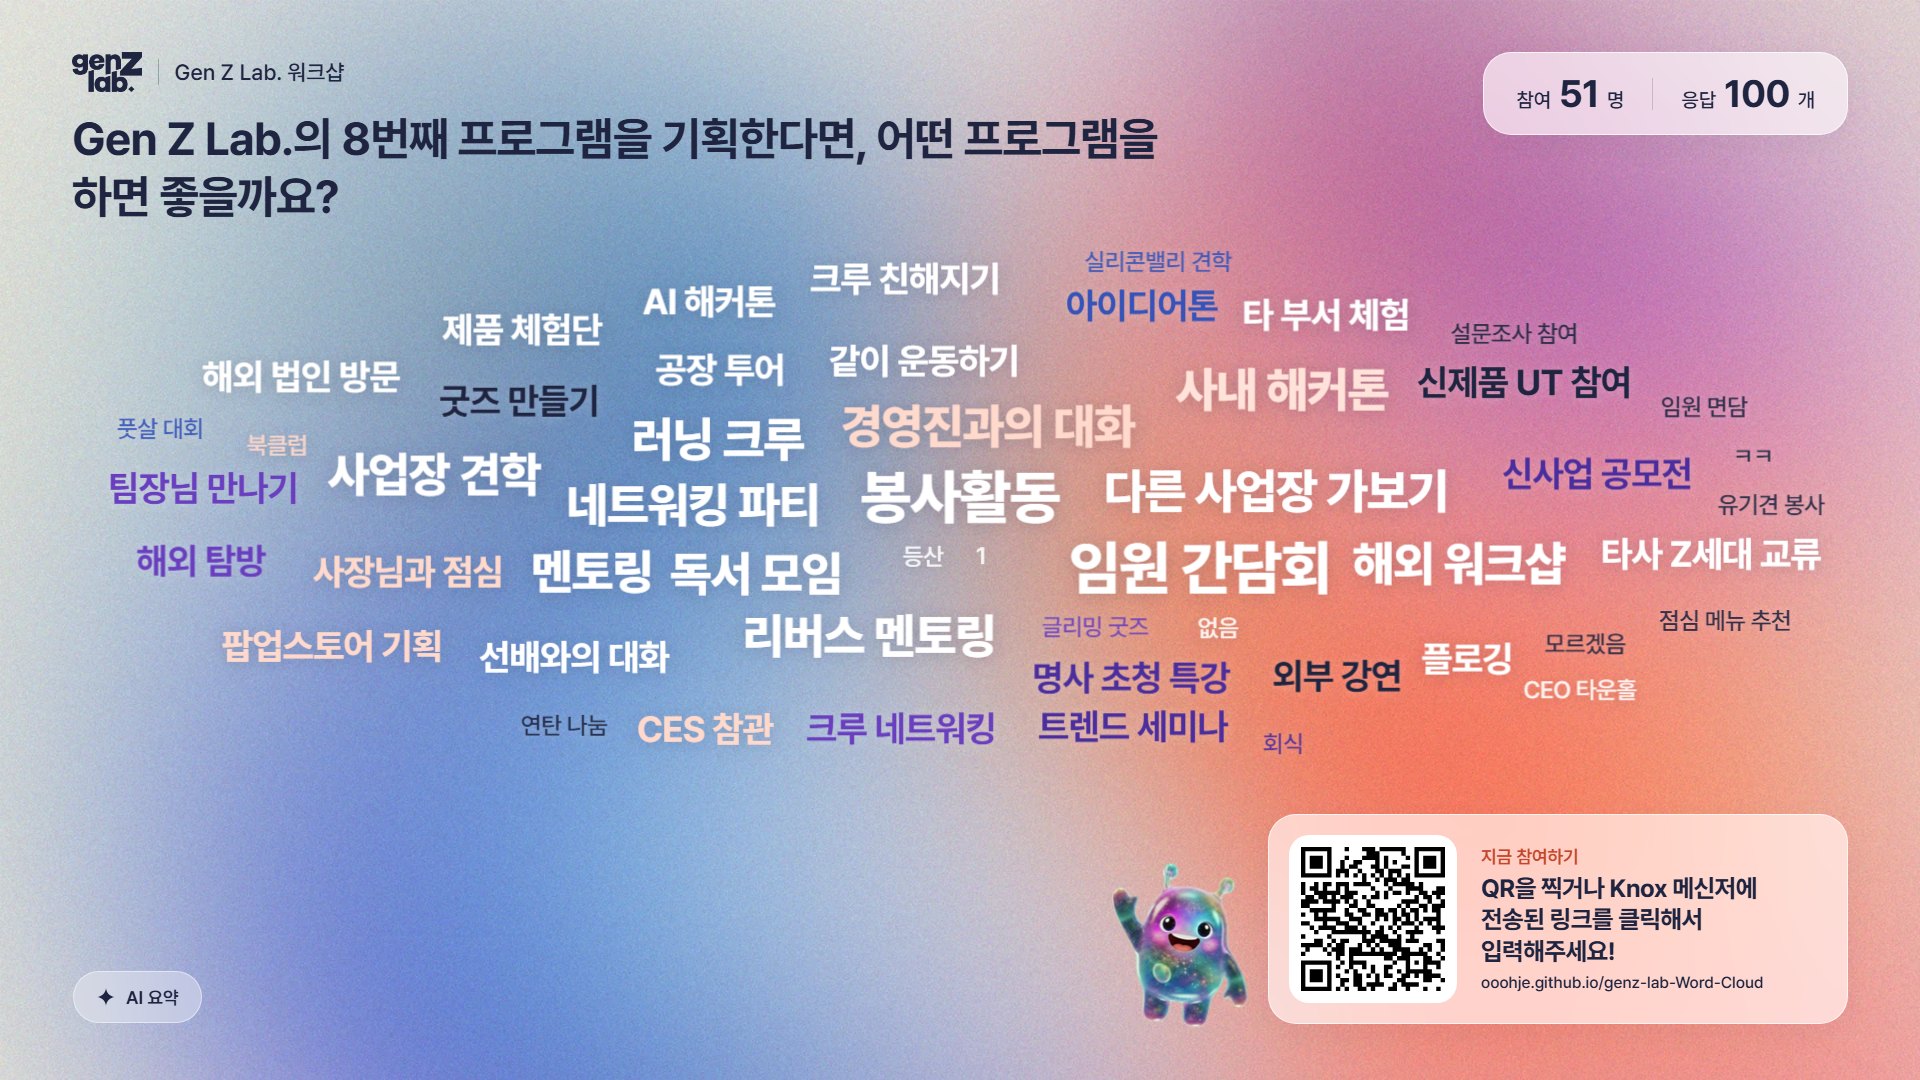 genZ
lab.
Gen Z Lab. 워크샵
참여 51 명
응답 100 개
Gen Z Lab.의 8번째 프로그램을 기획한다면, 어떤 프로그램을
하면 좋을까요?
실리콘밸리 견학
크루 친해지기
AI 해커톤
아이디어톤
타 부서 체험
제품 체험단
설문조사 참여
해외 법인 방문
공장 투어
같이 운동하기
굿즈 만들기
사내 해커톤
신제품 UT 참여
임원 면담
풋살 대회
북클럽
러닝 크루
경영진과의 대화
팀장님 만나기
사업장 견학
네트워킹 파티
봉사활동
다른 사업장 가보기
신사업 공모전
ㅋㅋ
유기견 봉사
해외 탐방
사장님과 점심
멘토링
독서 모임
등산
1
임원 간담회
해외 워크샵
타사 Z세대 교류
팝업스토어 기획
선배와의 대화
리버스 멘토링
글리밍 굿즈
없음
점심 메뉴 추천
모르겠음
플로깅
명사 초청 특강
외부 강연
CEO 타운홀
연탄 나눔
CES 참관
크루 네트워킹
트렌드 세미나
회식
지금 참여하기
QR을 찍거나 Knox 메신저에
전송된 링크를 클릭해서
입력해주세요!
ooohje.github.io/genz-lab-Word-Cloud
AI 요약